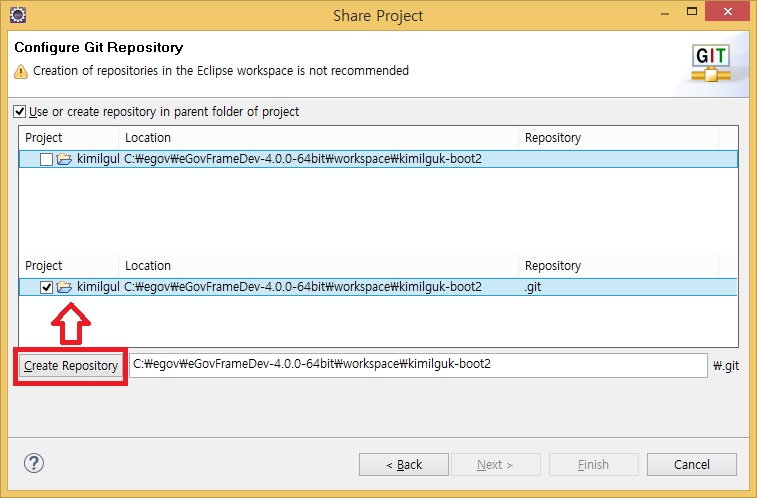 Share Project
Configure Git Repository
Creation of repositories in the Eclipse workspace is not recommended
GIT
Use or create repository in parent folder of project
Project Location Repository
kimilgul C:₩egov₩eGovFrameDev-4.0.0-64bit₩workspace₩kimilguk-boot2
Project Location Repository
kimilgul C:₩egov₩eGovFrameDev-4.0.0-64bit₩workspace₩kimilguk-boot2 .git
Create Repository C:₩egov₩eGovFrameDev-4.0.0-64bit₩workspace₩kimilguk-boot2 ₩.git
? < Back Next > Finish Cancel